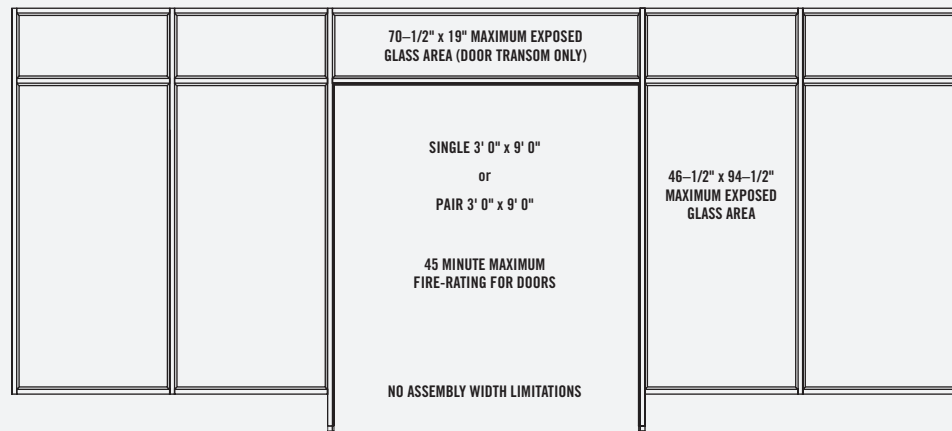 70–1/2" x 19" MAXIMUM EXPOSED
GLASS AREA (DOOR TRANSOM ONLY)
SINGLE 3' 0" x 9' 0"
or
PAIR 3' 0" x 9' 0"
46–1/2" x 94–1/2"
MAXIMUM EXPOSED
GLASS AREA
45 MINUTE MAXIMUM
FIRE-RATING FOR DOORS
NO ASSEMBLY WIDTH LIMITATIONS